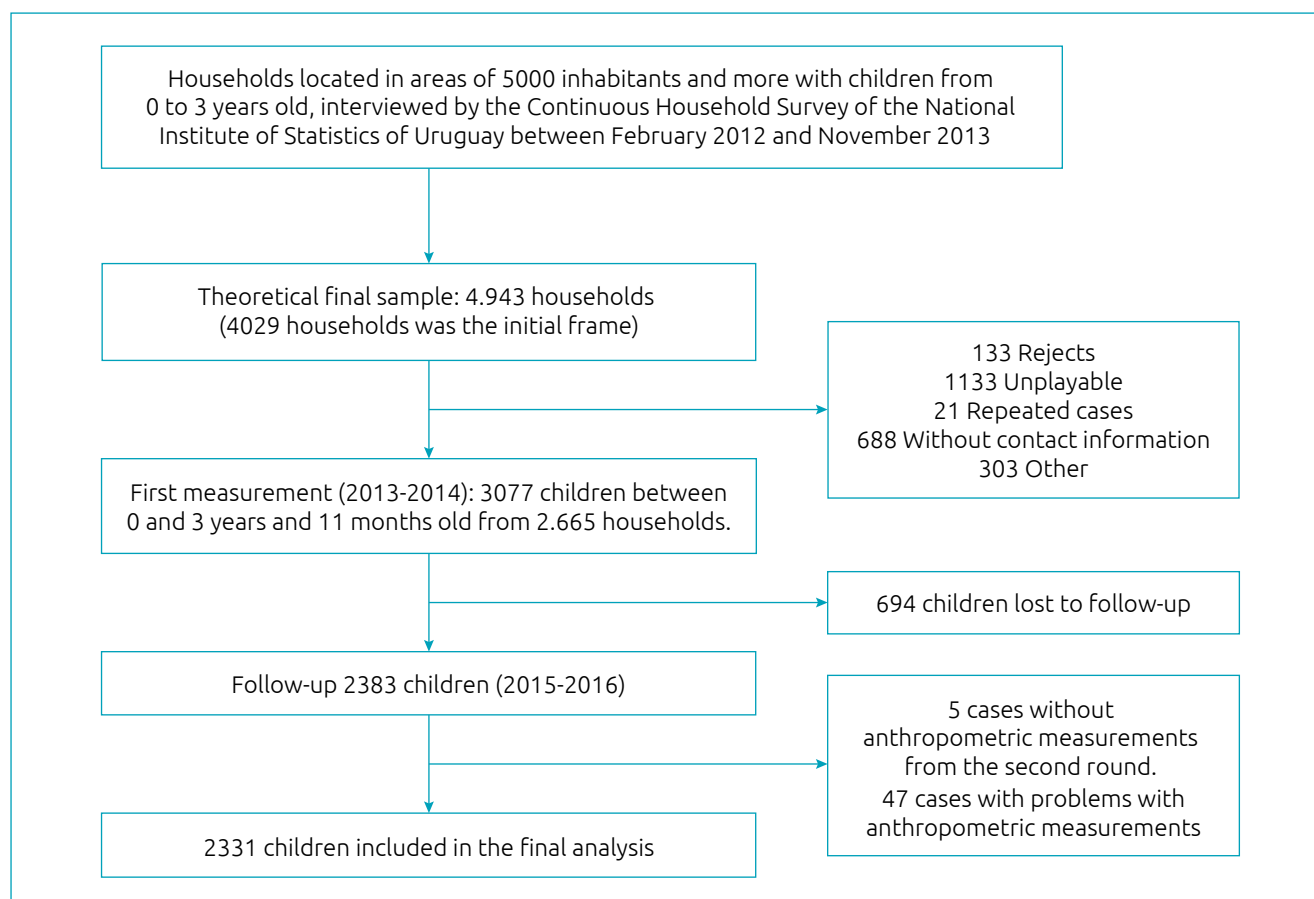 Households located in areas of 5000 inhabitants and more with children from
0 to 3 years old, interviewed by the Continuous Household Survey of the National
Institute of Statistics of Uruguay between February 2012 and November 2013
Theoretical final sample: 4.943 households
(4029 households was the initial frame)
133 Rejects
1133 Unplayable
21 Repeated cases
688 Without contact information
303 Other
First measurement (2013-2014): 3077 children between
0 and 3 years and 11 months old from 2.665 households.
694 children lost to follow-up
Follow-up 2383 children (2015-2016)
5 cases without
anthropometric measurements
from the second round.
47 cases with problems with
anthropometric measurements
2331 children included in the final analysis